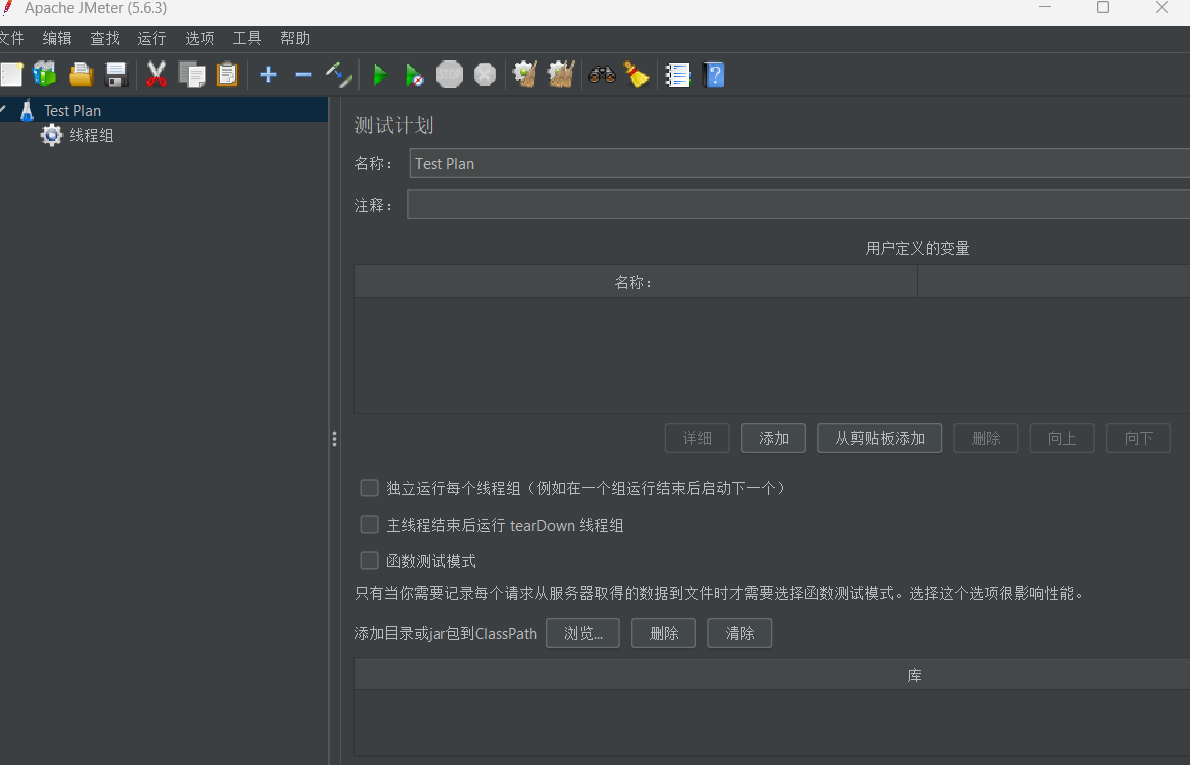 Apache JMeter (5.6.3)
文件 编辑 查找 运行 选项 工具 帮助
STOP
Test Plan
线程组
测试计划
名称：
Test Plan
注释：
用户定义的变量
名称：
详细 添加 从剪贴板添加 删除 向上 向下
独立运行每个线程组（例如在一个组运行结束后启动下一个）
主线程结束后运行 tearDown 线程组
函数测试模式
只有当你需要记录每个请求从服务器取得的数据到文件时才需要选择函数测试模式。选择这个选项很影响性能。
添加目录或jar包到ClassPath 浏览... 删除 清除
库